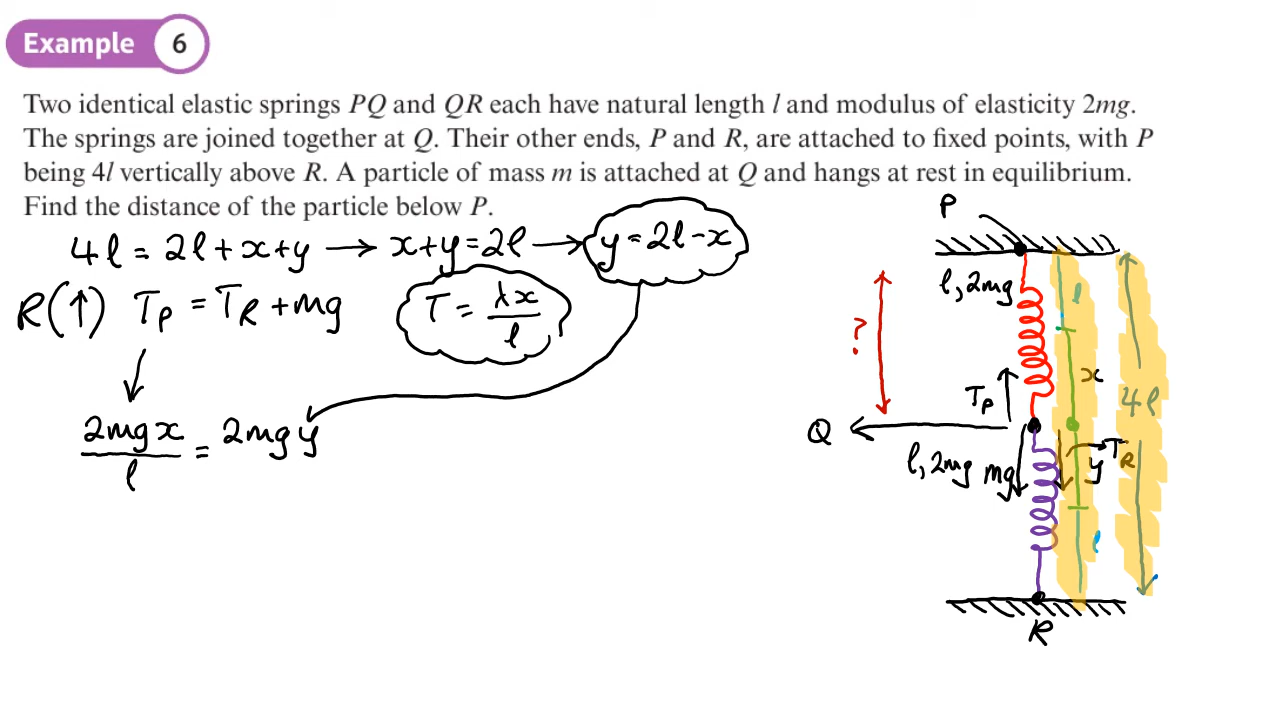 Example 6
Two identical elastic springs PQ and QR each have natural length l and modulus of elasticity 2mg.
The springs are joined together at Q. Their other ends, P and R, are attached to fixed points, with P
being 4l vertically above R. A particle of mass m is attached at Q and hangs at rest in equilibrium.
Find the distance of the particle below P.
4l = 2l + x + y → x + y = 2l → y = 2l - x
R(↑) T_P = T_R + mg
T = λx/l
2mgx/l = 2mgy
P
l, 2mg
l
?
x
T_P
4l
Q
l, 2mg
mg
y
T_R
l
R